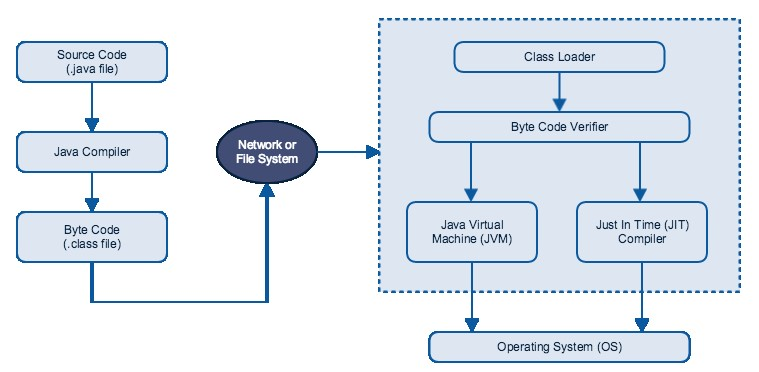 Source Code
(.java file)
Java Compiler
Byte Code
(.class file)
Network or
File System
Class Loader
Byte Code Verifier
Java Virtual
Machine (JVM)
Just In Time (JIT)
Compiler
Operating System (OS)